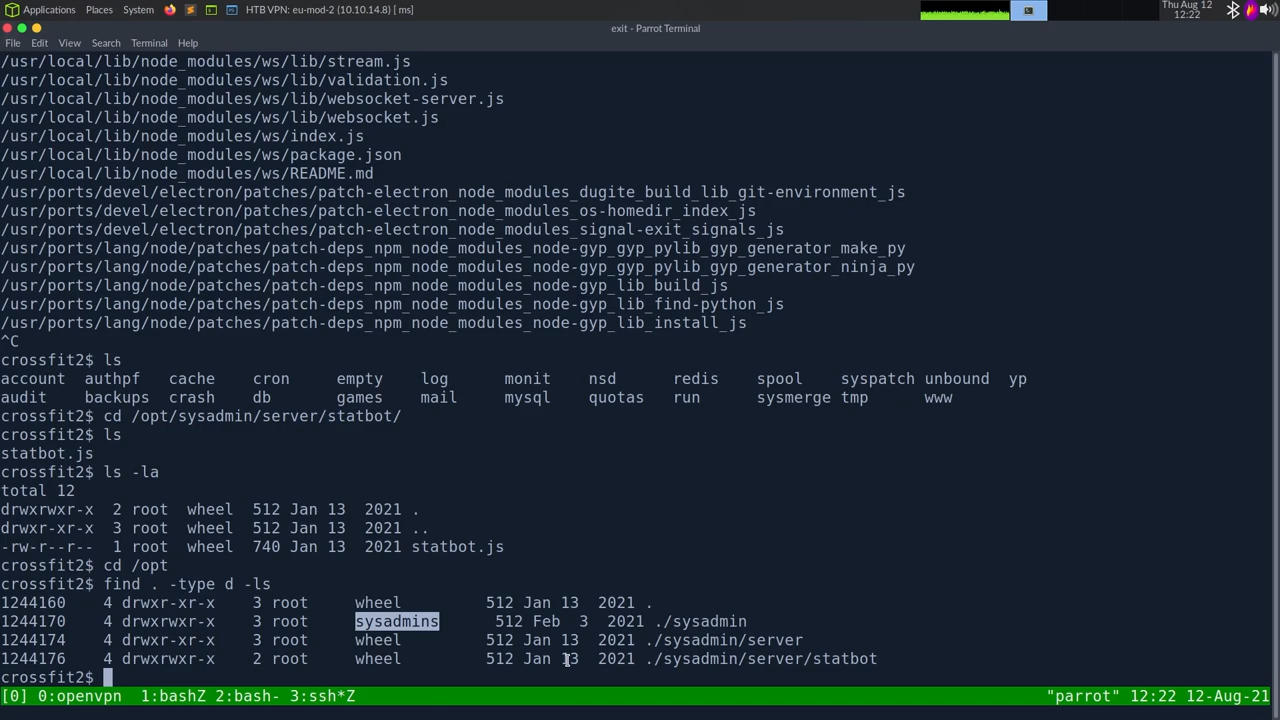 Applications Places System HTB VPN: eu-mod-2 (10.10.14.8) [ ms] Thu Aug 12
12:22
exit - Parrot Terminal
File Edit View Search Terminal Help
/usr/local/lib/node_modules/ws/lib/stream.js
/usr/local/lib/node_modules/ws/lib/validation.js
/usr/local/lib/node_modules/ws/lib/websocket-server.js
/usr/local/lib/node_modules/ws/lib/websocket.js
/usr/local/lib/node_modules/ws/index.js
/usr/local/lib/node_modules/ws/package.json
/usr/local/lib/node_modules/ws/README.md
/usr/ports/devel/electron/patches/patch-electron_node_modules_dugite_build_lib_git-environment_js
/usr/ports/devel/electron/patches/patch-electron_node_modules_os-homedir_index_js
/usr/ports/devel/electron/patches/patch-electron_node_modules_signal-exit_signals_js
/usr/ports/lang/node/patches/patch-deps_npm_node_modules_node-gyp_gyp_pylib_gyp_generator_make_py
/usr/ports/lang/node/patches/patch-deps_npm_node_modules_node-gyp_gyp_pylib_gyp_generator_ninja_py
/usr/ports/lang/node/patches/patch-deps_npm_node_modules_node-gyp_lib_build_js
/usr/ports/lang/node/patches/patch-deps_npm_node_modules_node-gyp_lib_find-python_js
/usr/ports/lang/node/patches/patch-deps_npm_node_modules_node-gyp_lib_install_js
^C
crossfit2$ ls
account authpf cache cron empty log monit nsd redis spool syspatch unbound yp
audit backups crash db games mail mysql quotas run sysmerge tmp www
crossfit2$ cd /opt/sysadmin/server/statbot/
crossfit2$ ls
statbot.js
crossfit2$ ls -la
total 12
drwxrwxr-x 2 root wheel 512 Jan 13 2021 .
drwxr-xr-x 3 root wheel 512 Jan 13 2021 ..
-rw-r--r-- 1 root wheel 740 Jan 13 2021 statbot.js
crossfit2$ cd /opt
crossfit2$ find . -type d -ls
1244160 4 drwxr-xr-x 3 root wheel 512 Jan 13 2021 .
1244170 4 drwxrwxr-x 3 root sysadmins 512 Feb 3 2021 ./sysadmin
1244174 4 drwxr-xr-x 3 root wheel 512 Jan 13 2021 ./sysadmin/server
1244176 4 drwxrwxr-x 2 root wheel 512 Jan 13 2021 ./sysadmin/server/statbot
crossfit2$
[0] 0:openvpn 1:bashZ 2:bash- 3:ssh*Z "parrot" 12:22 12-Aug-21